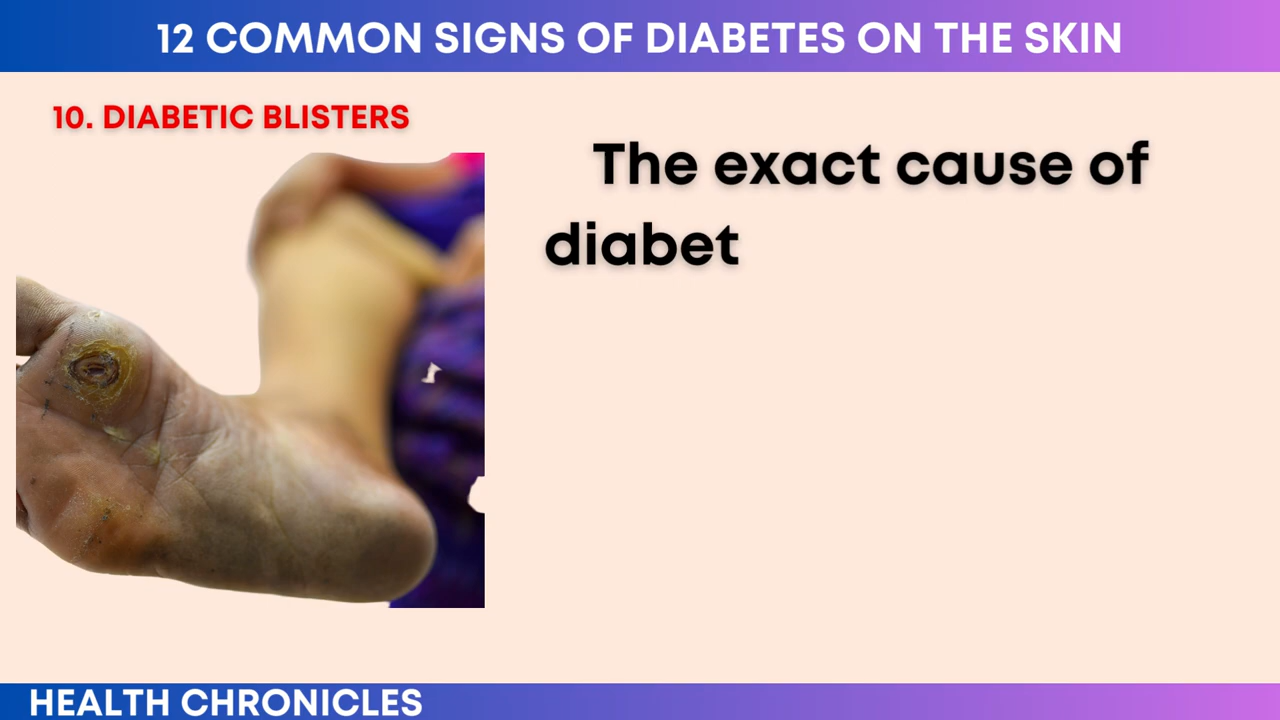 12 COMMON SIGNS OF DIABETES ON THE SKIN
10. DIABETIC BLISTERS
The exact cause of
diabet
HEALTH CHRONICLES